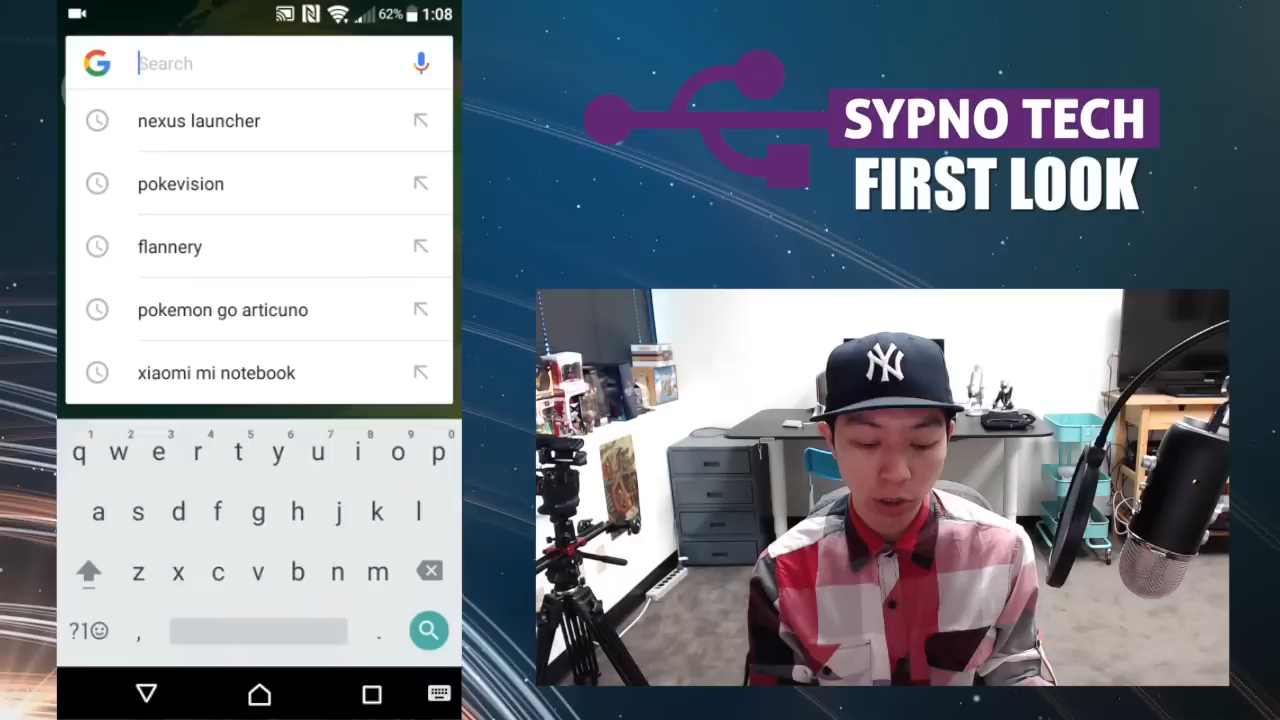 62% 1:08
Search
nexus launcher
pokevision
flannery
pokemon go articuno
xiaomi mi notebook
1 2 3 4 5 6 7 8 9 0
q w e r t y u i o p
a s d f g h j k l
z x c v b n m
?1☺ , .
SYPNO TECH
FIRST LOOK
NY